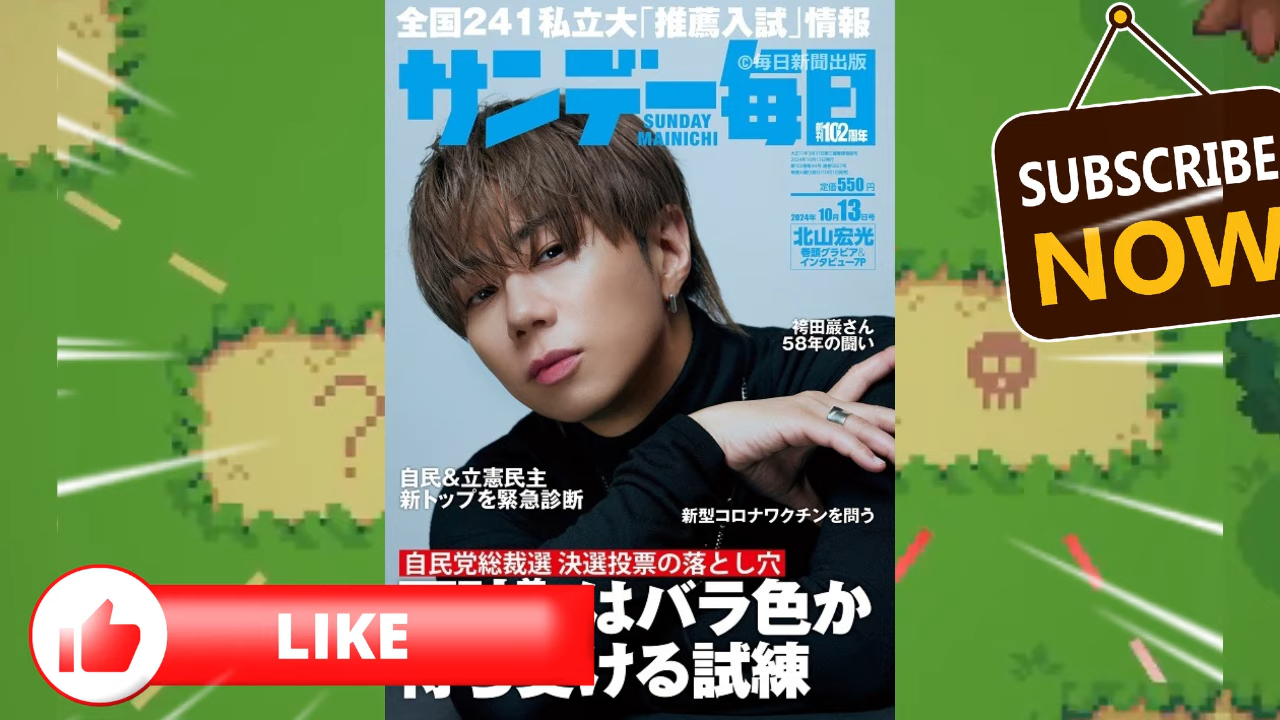 全国241私立大「推薦入試」情報
©毎日新聞出版
サンデー毎日
SUNDAY
MAINICHI
創刊102周年
定価550円
2024年 10月13日号
北山宏光
巻頭グラビア&
インタビュー7P
袴田巖さん
58年の闘い
自民&立憲民主
新トップを緊急診断
新型コロナワクチンを問う
自民党総裁選 決選投票の落とし穴
はバラ色か
ける試練
SUBSCRIBE
NOW
LIKE